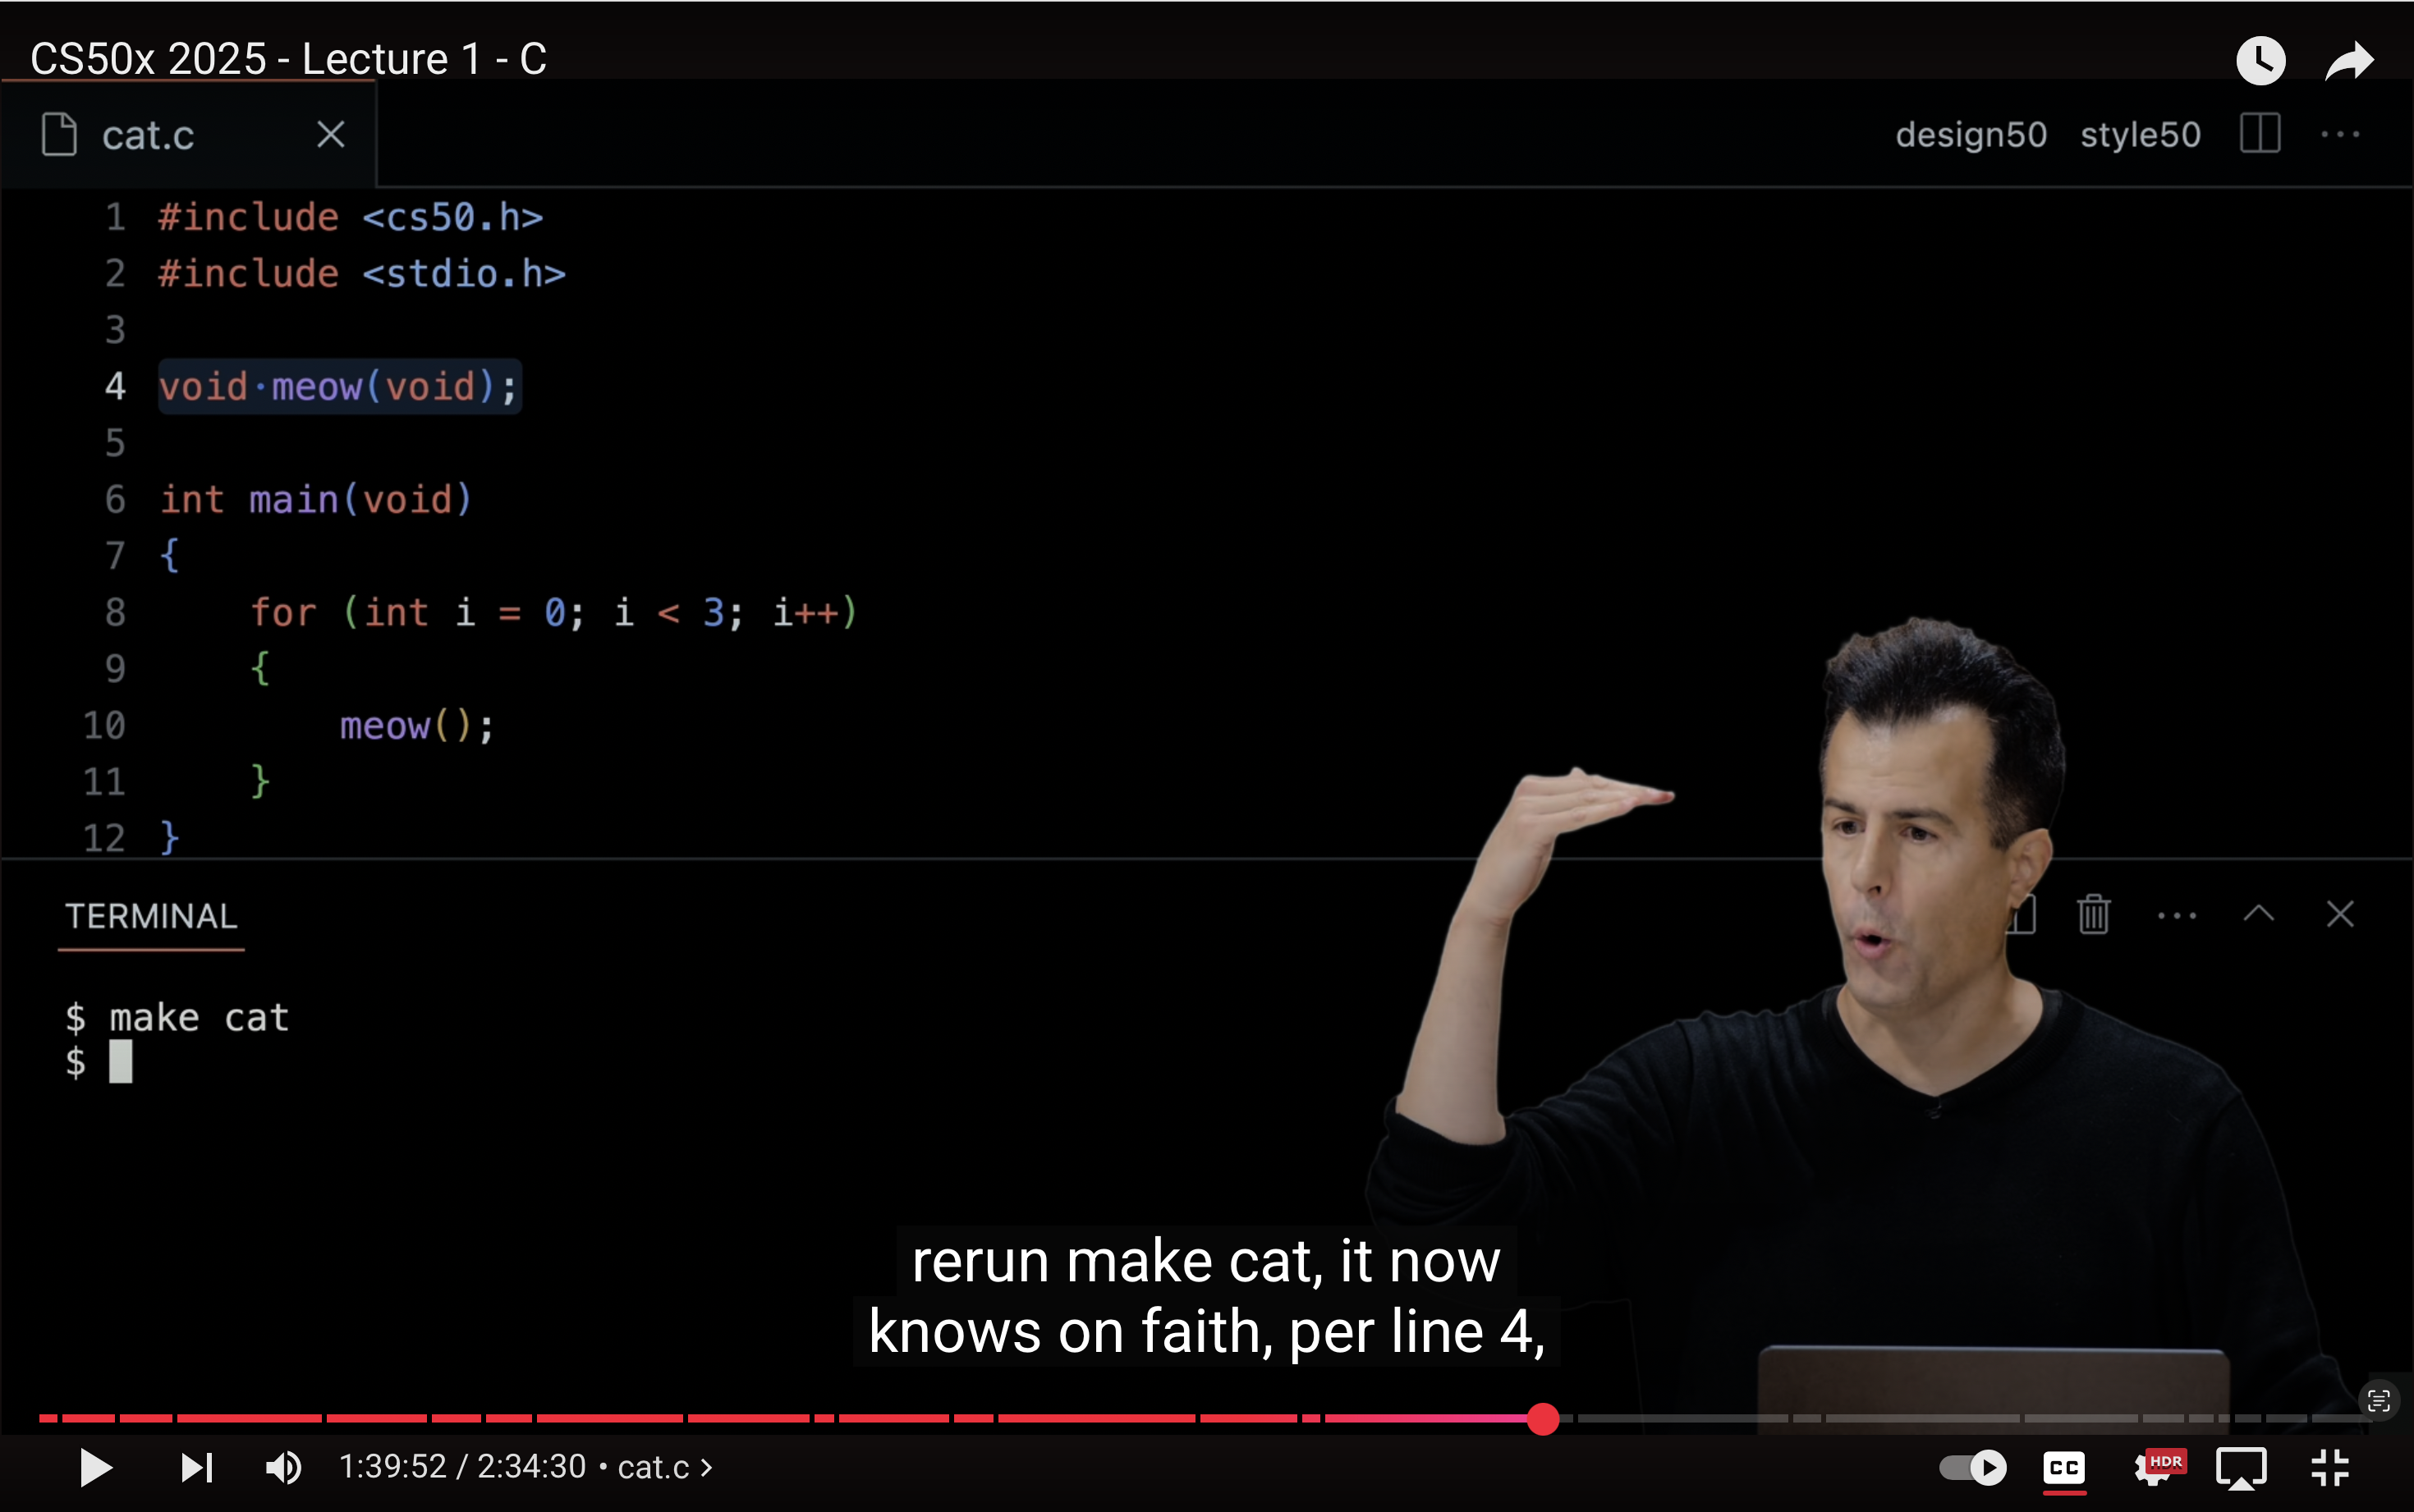 CS50x 2025 - Lecture 1 - C
cat.c
design50 style50
1 #include <cs50.h>
2 #include <stdio.h>
3
4 void·meow(void);
5
6 int main(void)
7 {
8 for (int i = 0; i < 3; i++)
9 {
10 meow();
11 }
12 }
TERMINAL
$ make cat
$
rerun make cat, it now
knows on faith, per line 4,
1:39:52 / 2:34:30 • cat.c
CC
HDR